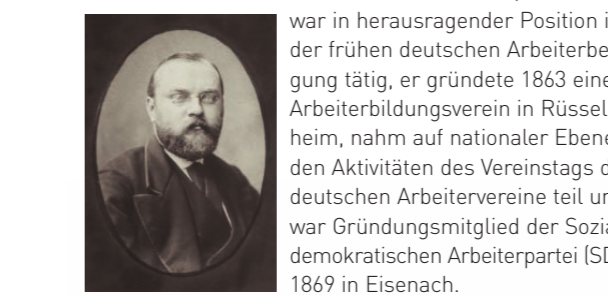 war in herausragender Position i
der frühen deutschen Arbeiterbe
gung tätig, er gründete 1863 eine
Arbeiterbildungsverein in Rüssel
heim, nahm auf nationaler Ebene
den Aktivitäten des Vereinstags d
deutschen Arbeitervereine teil un
war Gründungsmitglied der Sozia
demokratischen Arbeiterpartei (SD
1869 in Eisenach.